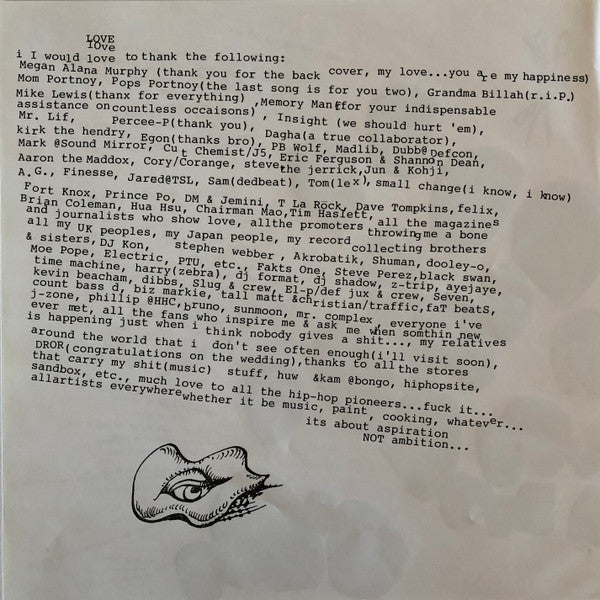 LOVE
lOve
i I would love to thank the following:
Megan Alana Murphy (thank you for the back cover, my love...you are my happiness)
Mom Portnoy, Pops Portnoy(the last song is for you two), Grandma Billah(r.i.p.)
Mike Lewis(thanx for everything) ,Memory Man(for your indispensable
assistance on countless occaisons) , Insight (we should hurt 'em),
Mr. Lif, Percee-P(thank you), Dagha(a true collaborator),
kirk the hendry, Egon(thanks bro), PB Wolf, Madlib, Dubb@ Defcon,
Mark @Sound Mirror, Cut Chemist/J5, Eric Ferguson & Shannon Dean,
Aaron the Maddox, Cory/Corange, steve the jerrick,Jun & Kohji,
A.G., Finesse, Jared@TSL, Sam(dedbeat), Tom(lex), small change(i know, i know)
Fort Knox, Prince Po, DM & Jemini, T La Rock, Dave Tompkins,felix,
Brian Coleman, Hua Hsu, Chairman Mao,Tim Haslett, all the magazines
and journalists who show love, allthe promoters throwing me a bone
all my UK peoples, my Japan people, my record collecting brothers
& sisters,DJ Kon, stephen webber , Akrobatik, Shuman, dooley-o,
Moe Pope, Electric, PTU, etc., Fakts One, Steve Perez,black swan,
time machine, harry(zebra), dj format, dj shadow, z-trip, ayejaye,
kevin beacham, dibbs, Slug & crew, El-p/def jux & crew, Seven,
count bass d, biz markie, tall matt &christian/traffic,faT beatS,
j-zone, phillip @HHC,bruno, sunmoon, mr. complex, everyone i've
ever met, all the fans who inspire me & ask me when somthin new
is happening just when i think nobody gives a shit..., my relatives
around the world that i don't see often enough(i'll visit soon),
DROR(congratulations on the wedding),thanks to all the stores
that carry my shit(music) stuff, huw &kam @bongo, hiphopsite,
sandbox, etc., much love to all the hip-hop pioneers...fuck it...
allartists everywhere whether it be music, paint , cooking, whatever...
its about aspiration
NOT ambition...